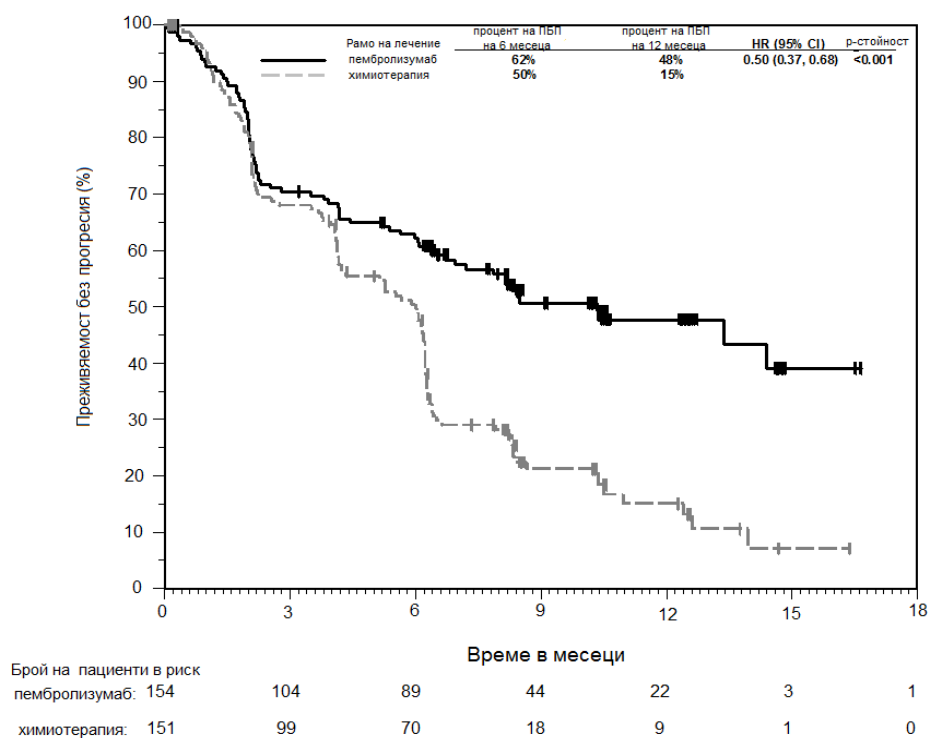 процент на ПБП процент на ПБП
Рамо на лечение на 6 месеца на 12 месеца HR (95% CI) р-стойност
пембролизумаб 62% 48% 0.50 (0.37, 0.68) <0.001
химиотерапия 50% 15%
Преживяемост без прогресия (%)
100
90
80
70
60
50
40
30
20
10
0
0 3 6 9 12 15 18
Време в месеци
Брой на пациенти в риск
пембролизумаб: 154 104 89 44 22 3 1
химиотерапия: 151 99 70 18 9 1 0